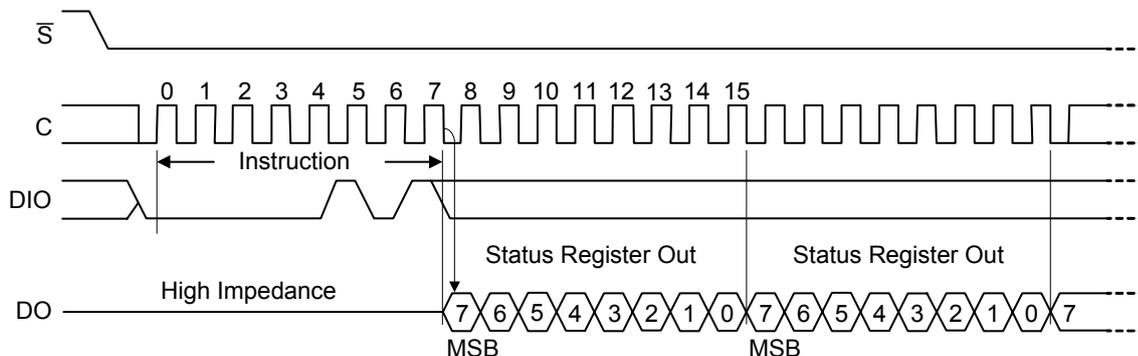 S
0 1 2 3 4 5 6 7 8 9 10 11 12 13 14 15
C
Instruction
DIO
Status Register Out Status Register Out
High Impedance
DO 7 6 5 4 3 2 1 0 7 6 5 4 3 2 1 0 7
MSB MSB